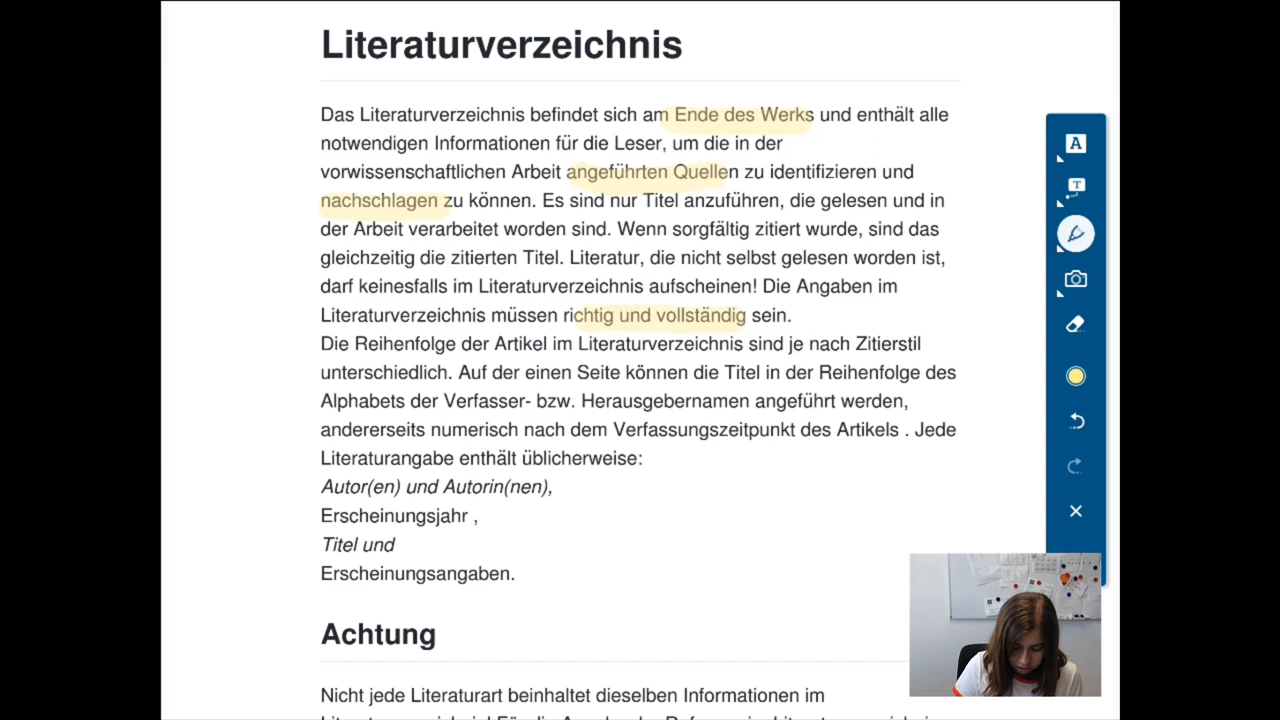 Literaturverzeichnis
Das Literaturverzeichnis befindet sich am Ende des Werks und enthält alle
notwendigen Informationen für die Leser, um die in der
vorwissenschaftlichen Arbeit angeführten Quellen zu identifizieren und
nachschlagen zu können. Es sind nur Titel anzuführen, die gelesen und in
der Arbeit verarbeitet worden sind. Wenn sorgfältig zitiert wurde, sind das
gleichzeitig die zitierten Titel. Literatur, die nicht selbst gelesen worden ist,
darf keinesfalls im Literaturverzeichnis aufscheinen! Die Angaben im
Literaturverzeichnis müssen richtig und vollständig sein.
Die Reihenfolge der Artikel im Literaturverzeichnis sind je nach Zitierstil
unterschiedlich. Auf der einen Seite können die Titel in der Reihenfolge des
Alphabets der Verfasser- bzw. Herausgebernamen angeführt werden,
andererseits numerisch nach dem Verfassungszeitpunkt des Artikels . Jede
Literaturangabe enthält üblicherweise:
Autor(en) und Autorin(nen),
Erscheinungsjahr ,
Titel und
Erscheinungsangaben.
Achtung
Nicht jede Literaturart beinhaltet dieselben Informationen im
A
T